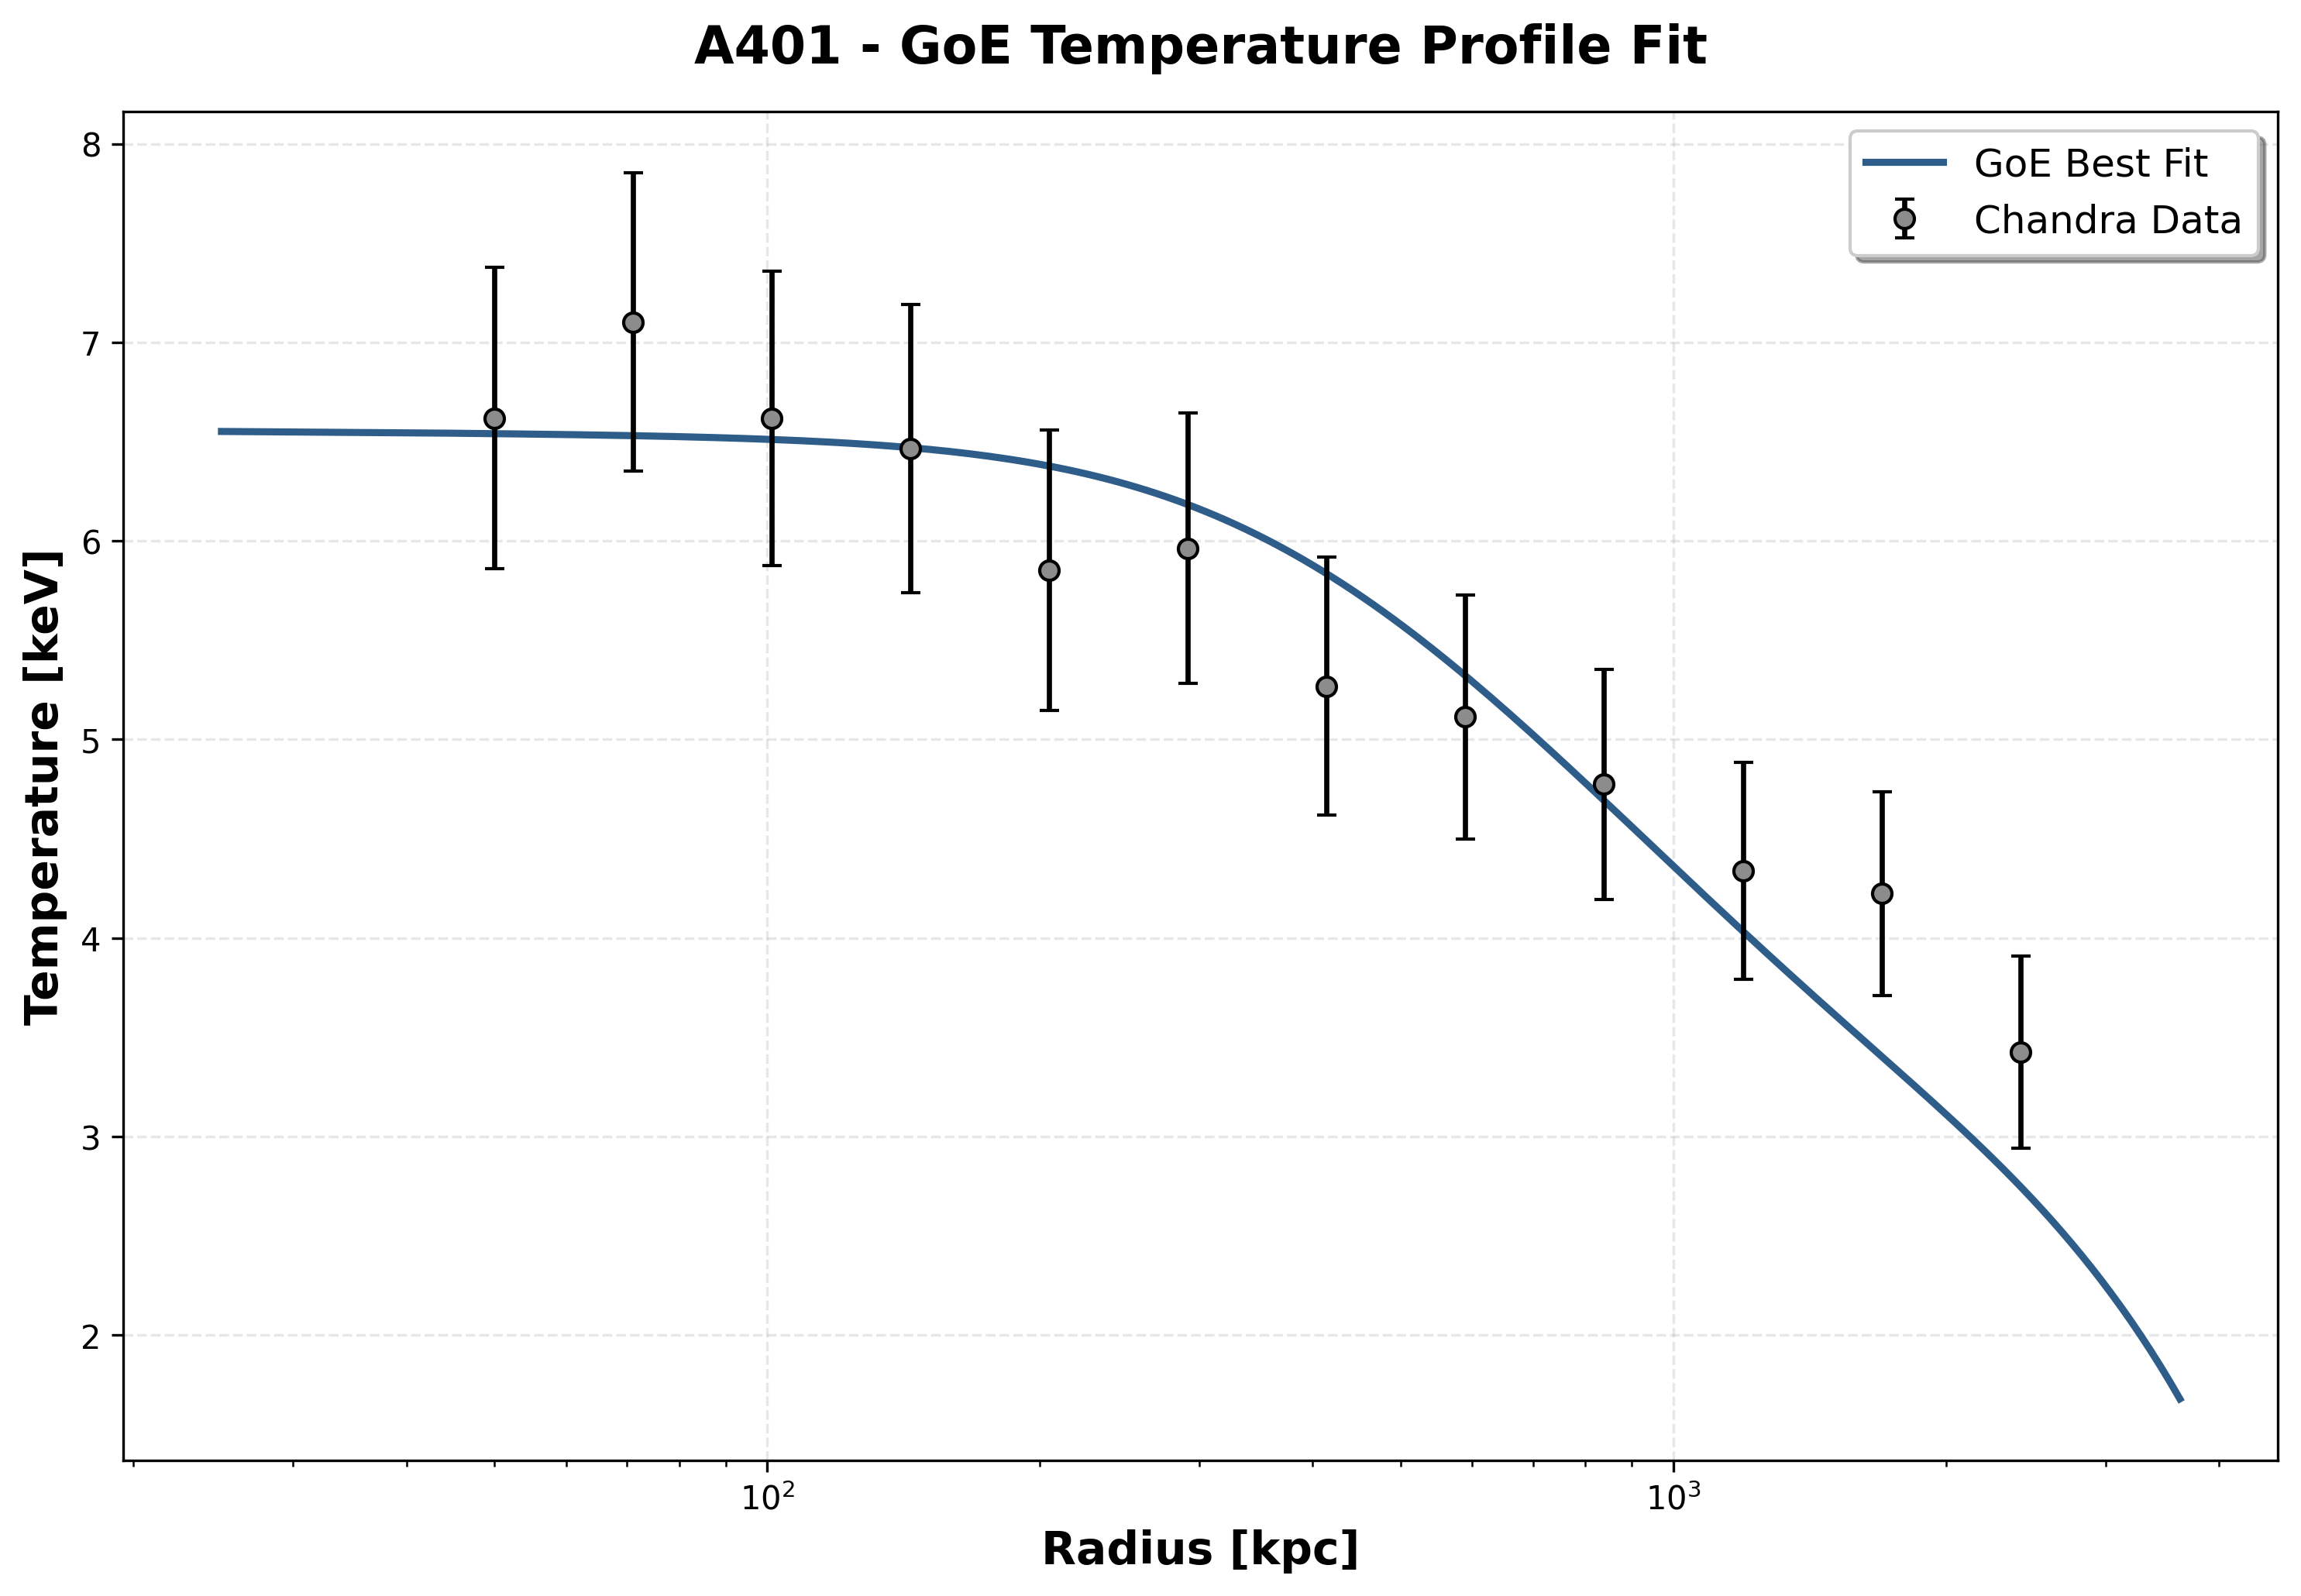 A401 - GoE Temperature Profile Fit
GoE Best Fit
Chandra Data
Temperature [keV]
8
7
6
5
4
3
2
10²
10³
Radius [kpc]